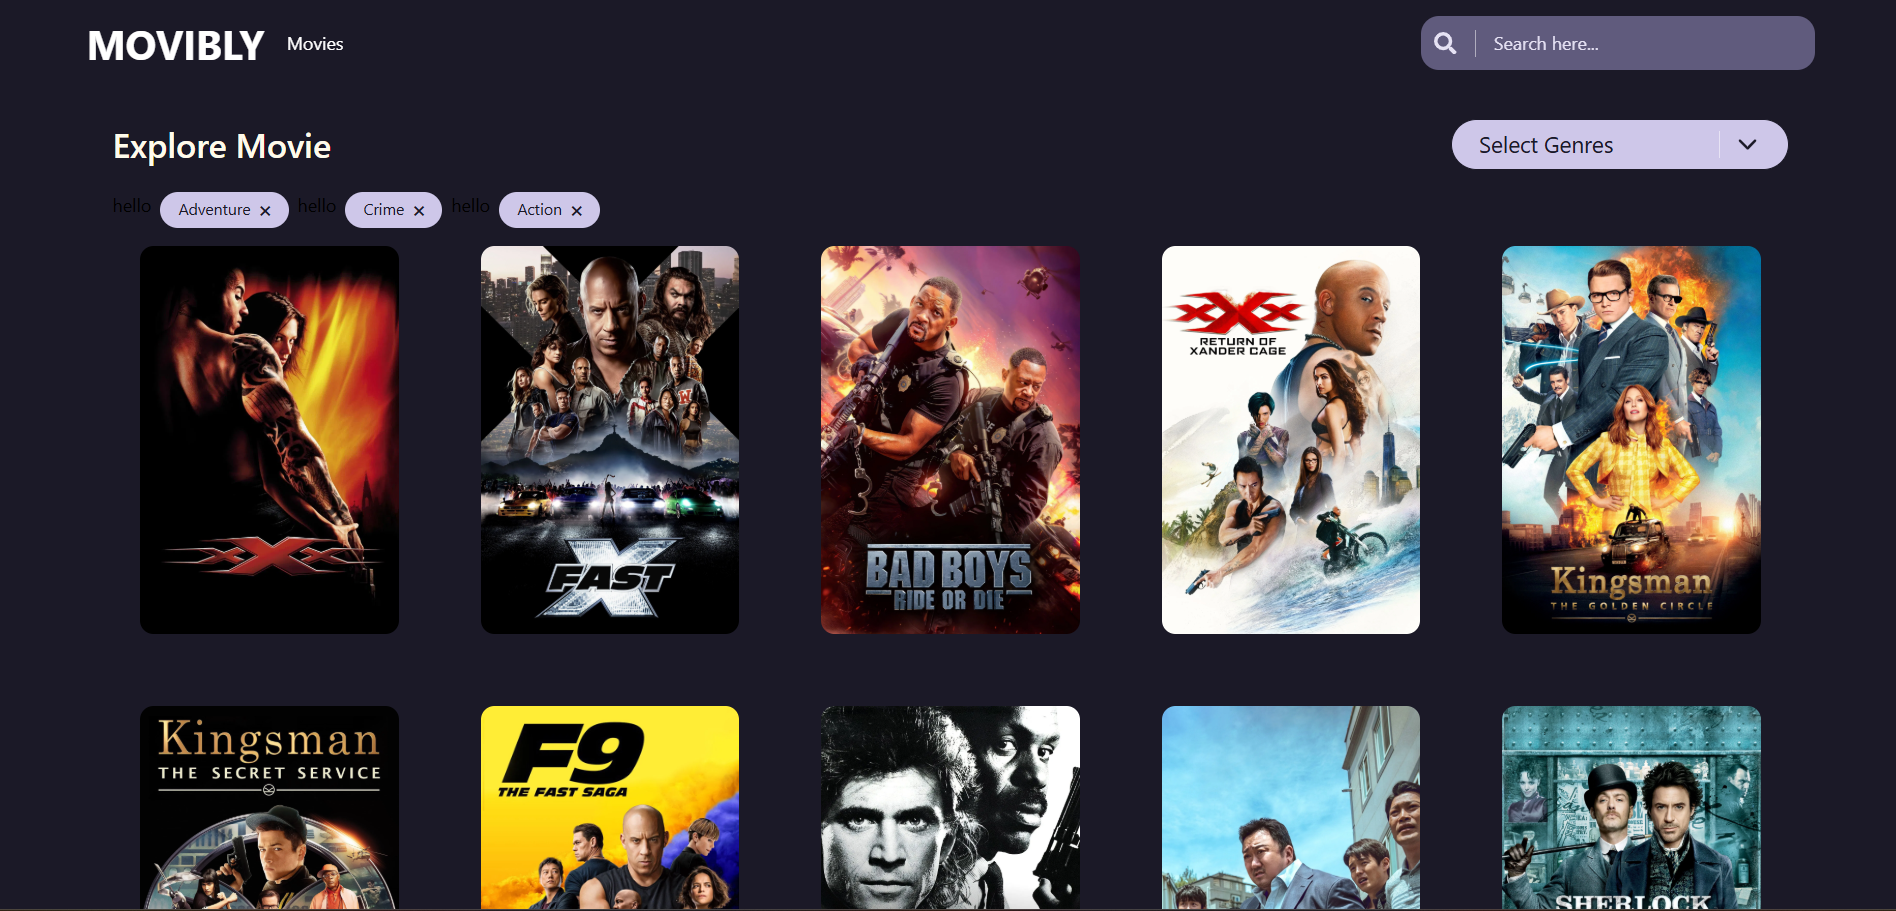 MOVIBLY Movies Search here...
Explore Movie Select Genres
hello Adventure × hello Crime × hello Action ×
xXx
FAST X
BAD BOYS
RIDE OR DIE
xXx
RETURN OF
XANDER CAGE
Kingsman
THE GOLDEN CIRCLE
Kingsman
THE SECRET SERVICE
F9
THE FAST SAGA
SHERLOCK